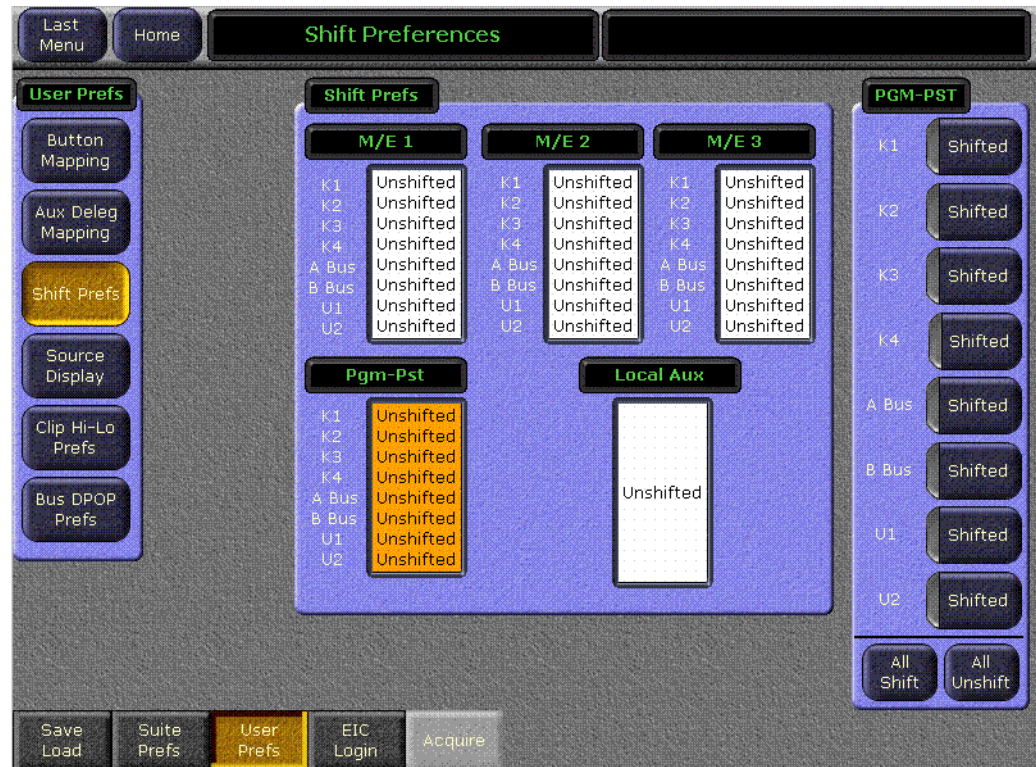 Last
Menu
Home
Shift Preferences
User Prefs
Button
Mapping
Aux Deleg
Mapping
Shift Prefs
Source
Display
Clip Hi-Lo
Prefs
Bus DPOP
Prefs
Shift Prefs
M/E 1
K1 Unshifted
K2 Unshifted
K3 Unshifted
K4 Unshifted
A Bus Unshifted
B Bus Unshifted
U1 Unshifted
U2 Unshifted
M/E 2
K1 Unshifted
K2 Unshifted
K3 Unshifted
K4 Unshifted
A Bus Unshifted
B Bus Unshifted
U1 Unshifted
U2 Unshifted
M/E 3
K1 Unshifted
K2 Unshifted
K3 Unshifted
K4 Unshifted
A Bus Unshifted
B Bus Unshifted
U1 Unshifted
U2 Unshifted
Pgm-Pst
K1 Unshifted
K2 Unshifted
K3 Unshifted
K4 Unshifted
A Bus Unshifted
B Bus Unshifted
U1 Unshifted
U2 Unshifted
Local Aux
Unshifted
PGM-PST
K1 Shifted
K2 Shifted
K3 Shifted
K4 Shifted
A Bus Shifted
B Bus Shifted
U1 Shifted
U2 Shifted
All
Shift
All
Unshift
Save
Load
Suite
Prefs
User
Prefs
EIC
Login
Acquire